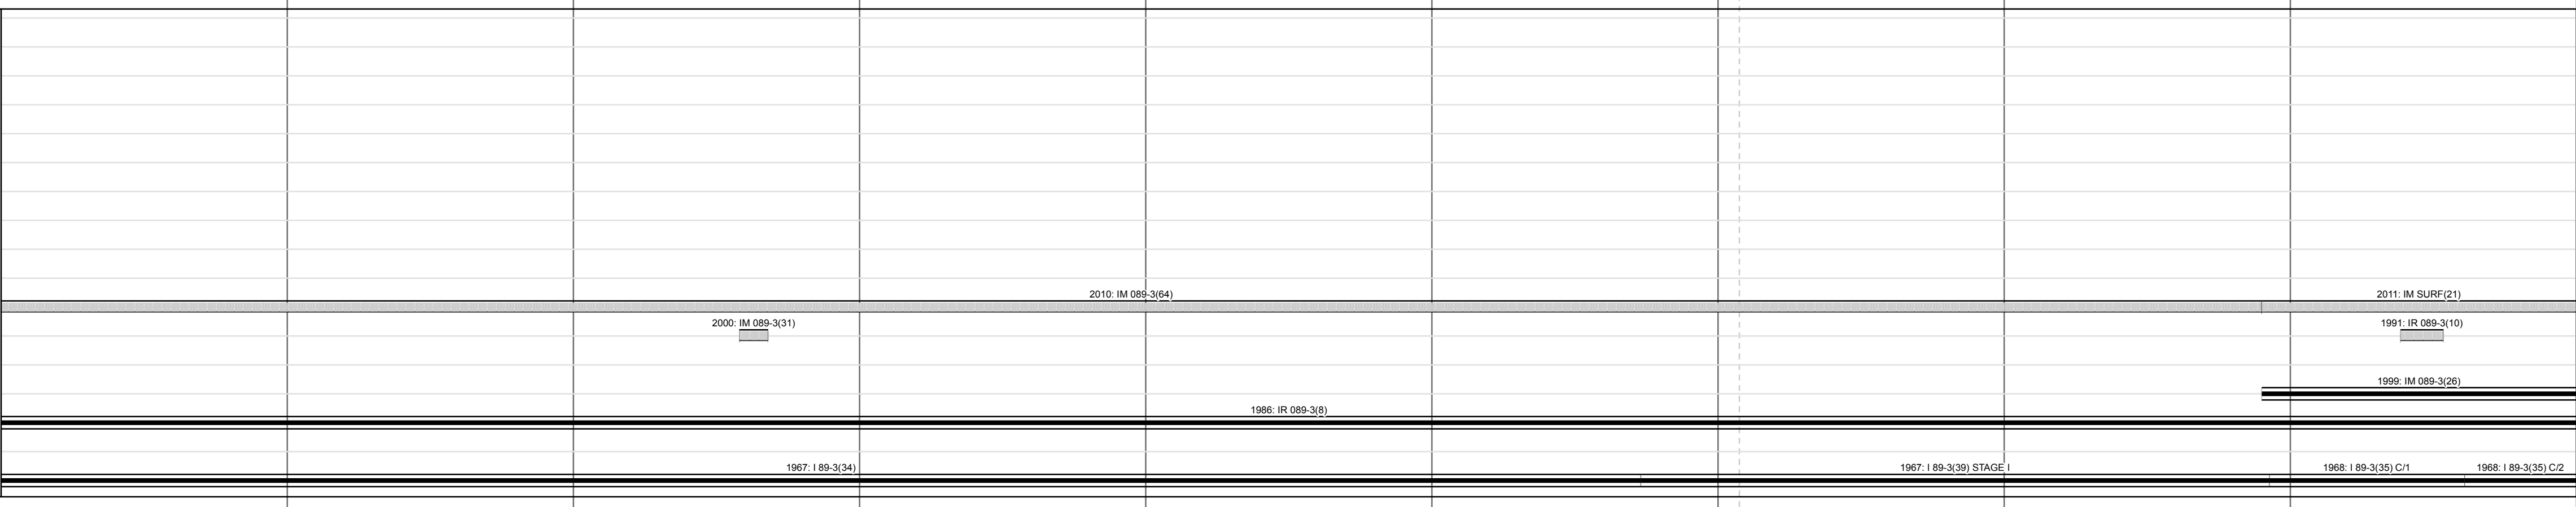 2010: IM 089-3(64)
2011: IM SURF(21)
2000: IM 089-3(31)
1991: IR 089-3(10)
1999: IM 089-3(26)
1986: IR 089-3(8)
1967: I 89-3(34)
1967: I 89-3(39) STAGE I
1968: I 89-3(35) C/1
1968: I 89-3(35) C/2